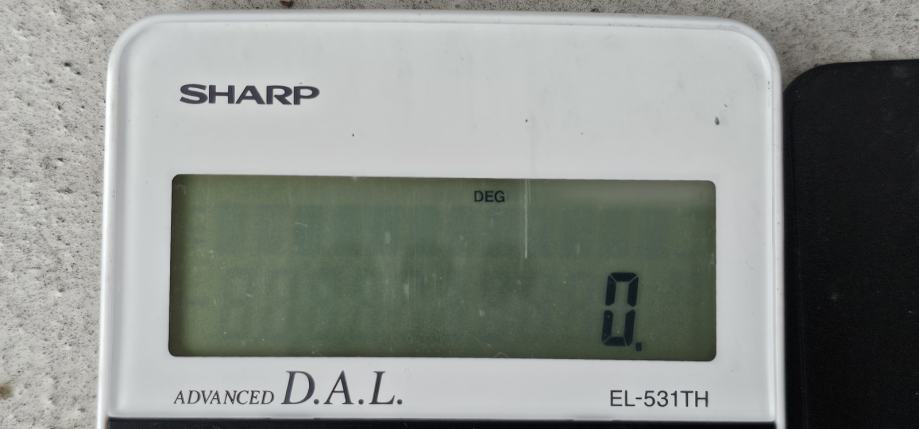 SHARP
DEG
0.
ADVANCED D.A.L. EL-531TH